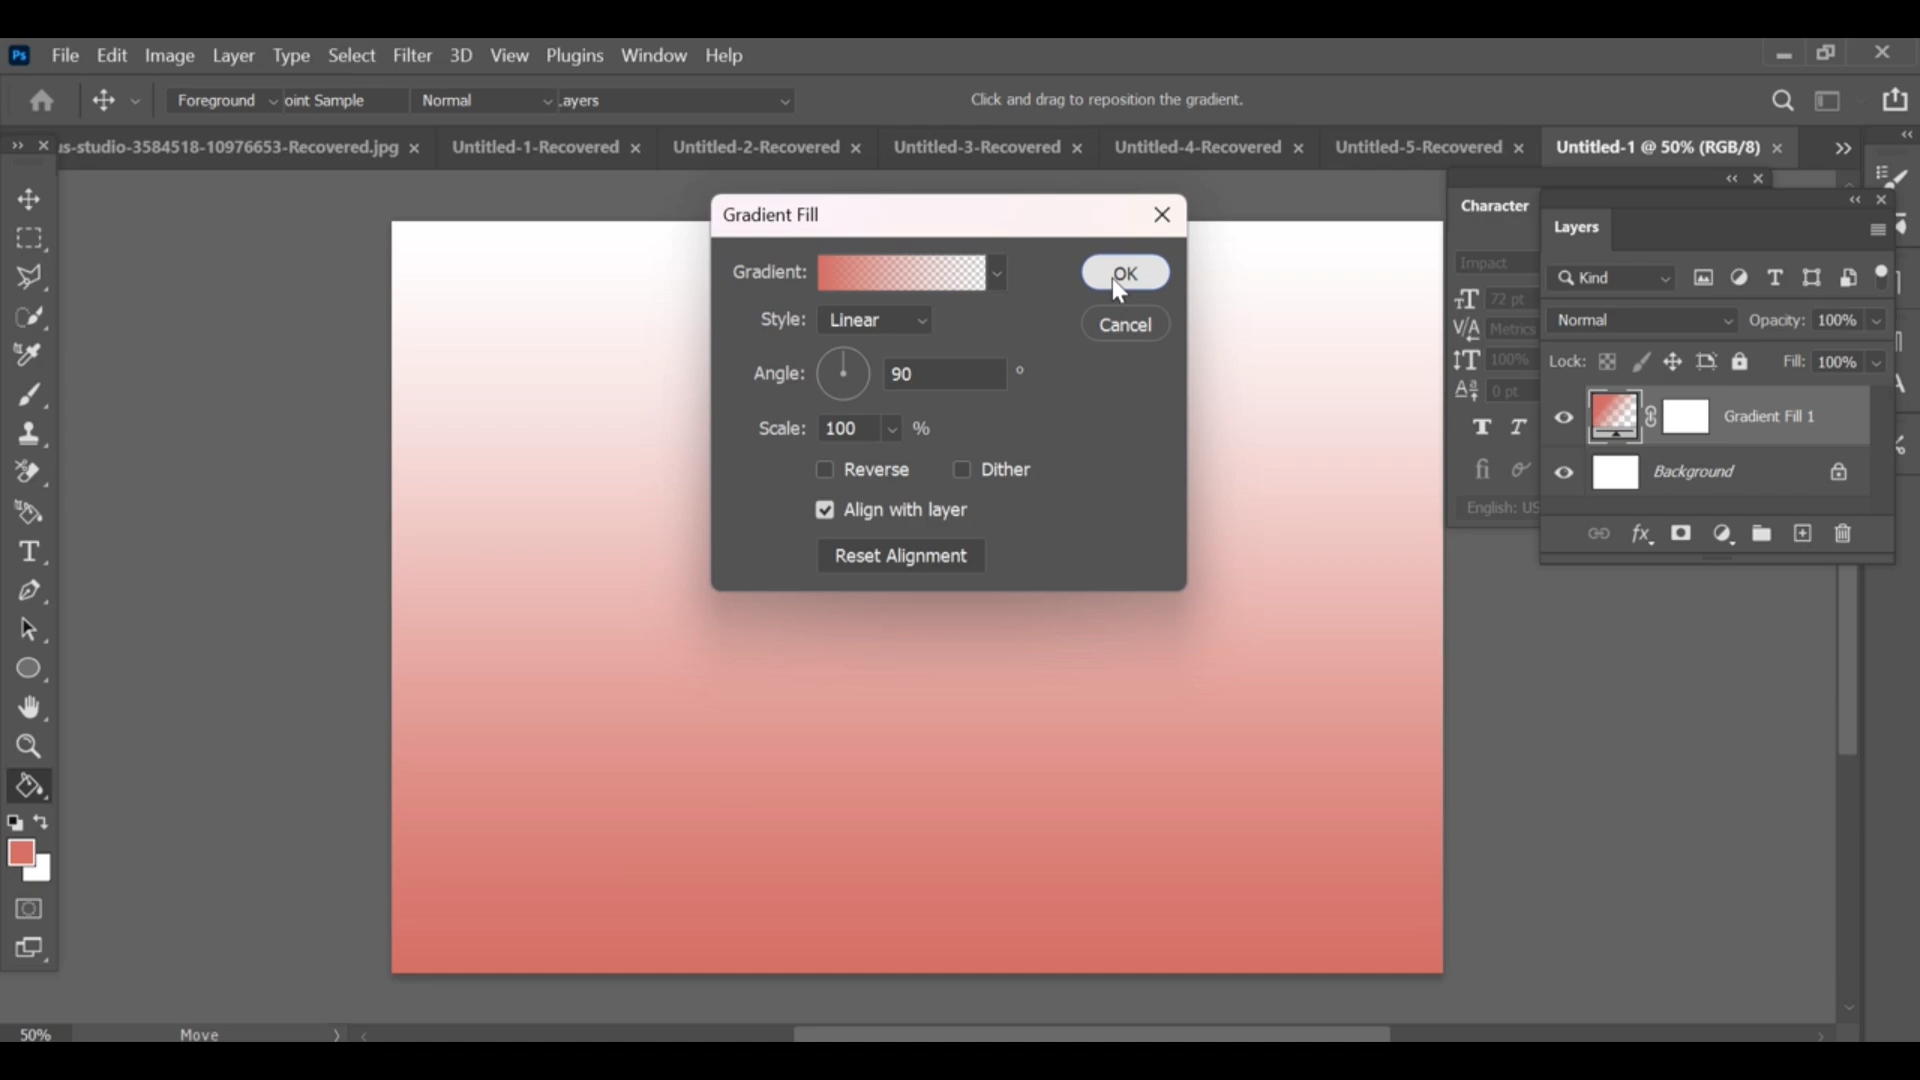 Ps File Edit Image Layer Type Select Filter 3D View Plugins Window Help
Foreground oint Sample Normal .ayers Click and drag to reposition the gradient.
us-studio-3584518-10976653-Recovered.jpg Untitled-1-Recovered Untitled-2-Recovered Untitled-3-Recovered Untitled-4-Recovered Untitled-5-Recovered Untitled-1 @ 50% (RGB/8)
Gradient Fill
Gradient: OK
Style: Linear Cancel
Angle: 90 °
Scale: 100 %
Reverse Dither
Align with layer
Reset Alignment
Character
Impact
72 pt
Metrics
100%
0 pt
T T
fi
English: US
Layers
Kind
Normal Opacity: 100%
Lock: Fill: 100%
Gradient Fill 1
Background
fx
50% Move